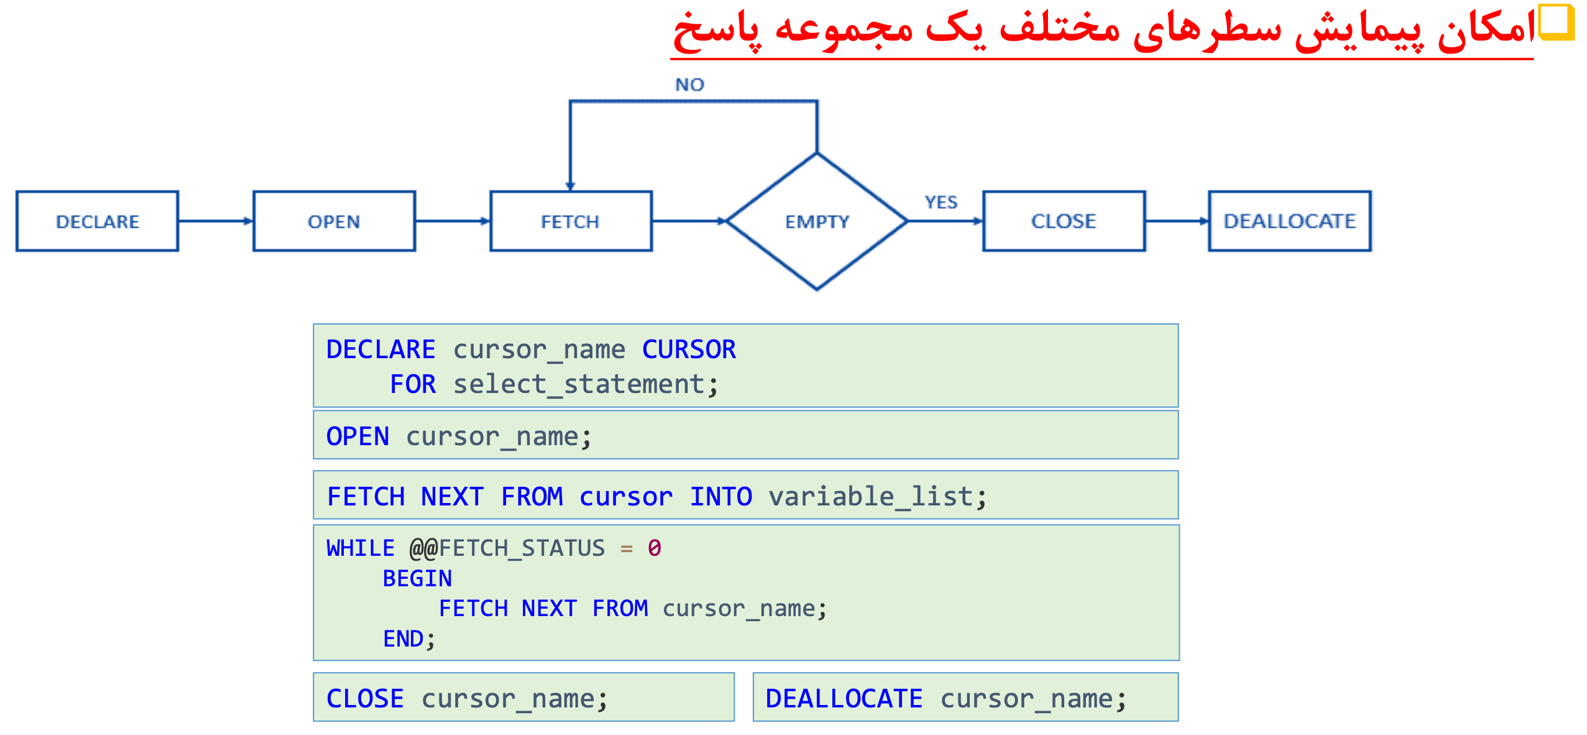 امکان پیمایش سطرهای مختلف یک مجموعه پاسخ
NO
DECLARE
OPEN
FETCH
EMPTY
YES
CLOSE
DEALLOCATE
DECLARE cursor_name CURSOR
FOR select_statement;
OPEN cursor_name;
FETCH NEXT FROM cursor INTO variable_list;
WHILE @@FETCH_STATUS = 0
BEGIN
FETCH NEXT FROM cursor_name;
END;
CLOSE cursor_name;
DEALLOCATE cursor_name;